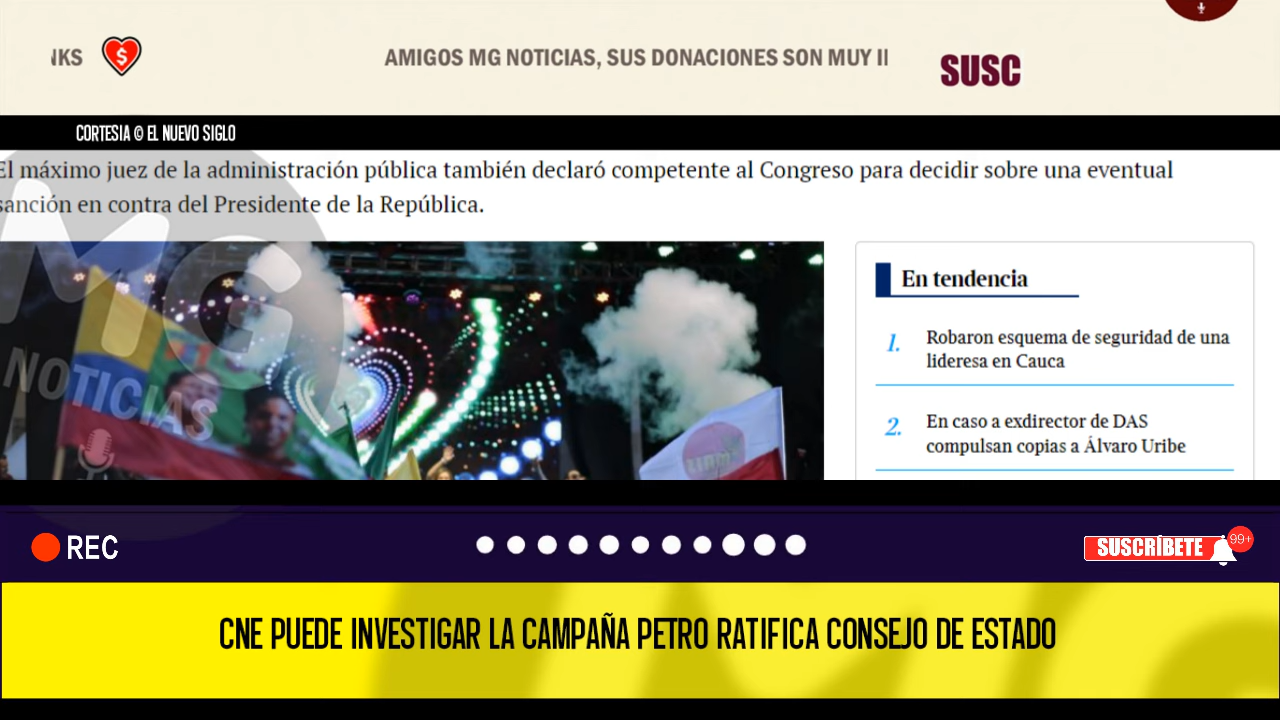 NKS
AMIGOS MG NOTICIAS, SUS DONACIONES SON MUY
SUSC
CORTESIA © EL NUEVO SIGLO
El máximo juez de la administración pública también declaró competente al Congreso para decidir sobre una eventual
sanción en contra del Presidente de la República.
MG
NOTICIAS
En tendencia
1. Robaron esquema de seguridad de una
lideresa en Cauca
2. En caso a exdirector de DAS
compulsan copias a Álvaro Uribe
REC
SUSCRÍBETE
99+
CNE PUEDE INVESTIGAR LA CAMPAÑA PETRO RATIFICA CONSEJO DE ESTADO